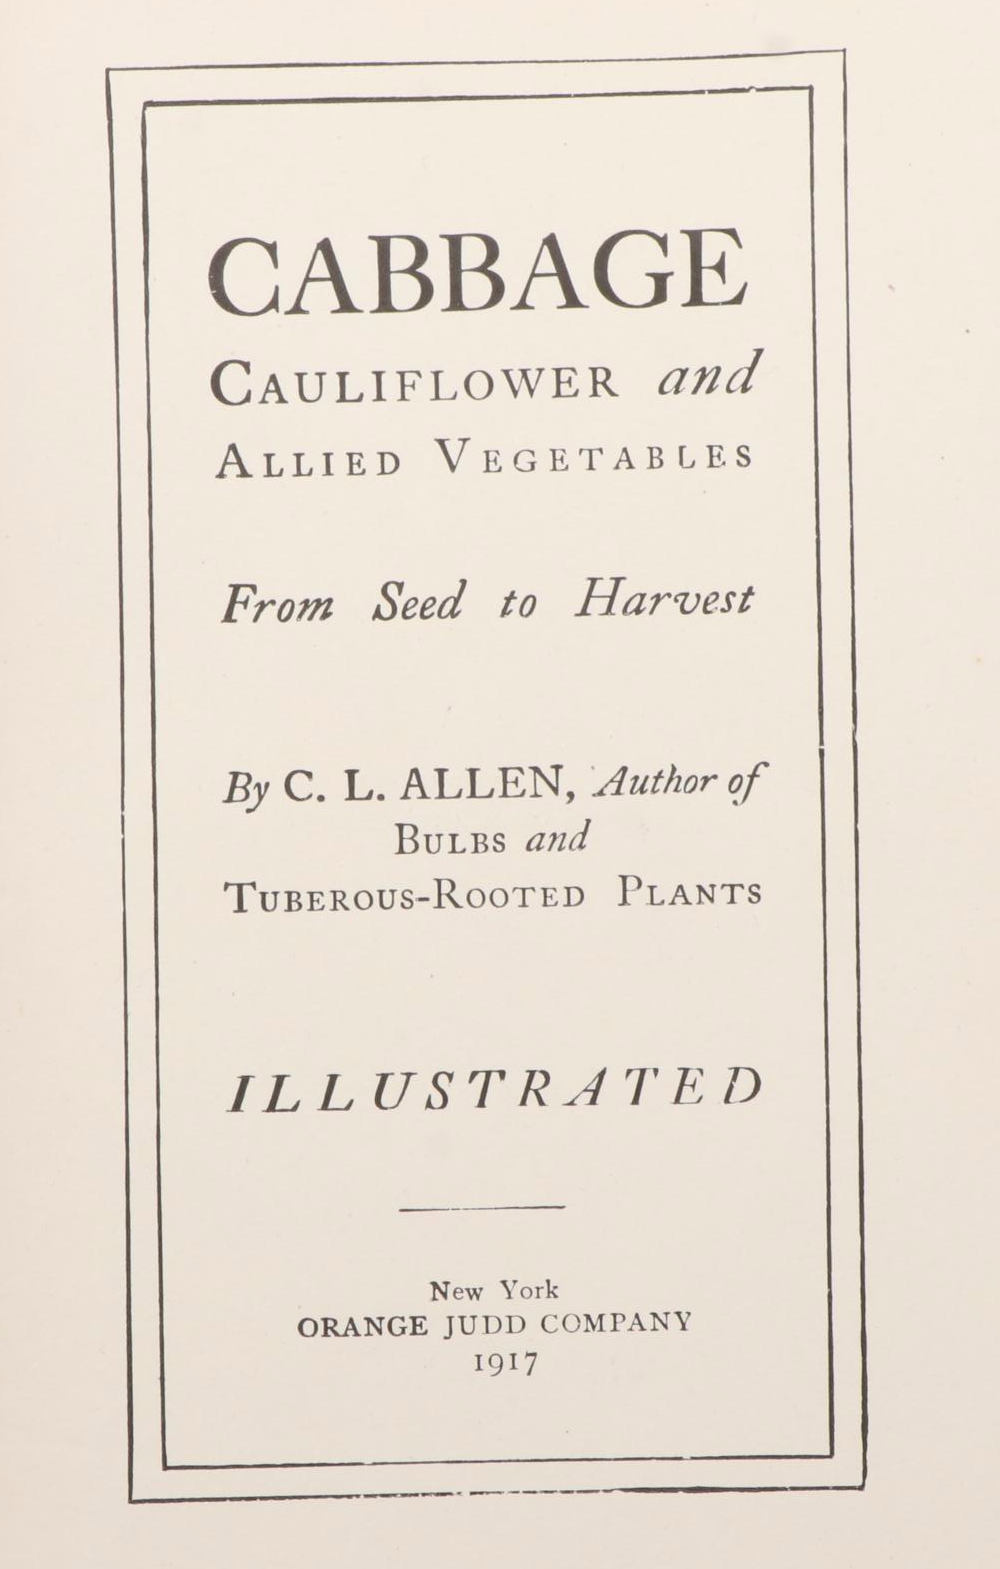 CABBAGE
CAULIFLOWER and
ALLIED VEGETABLES
From Seed to Harvest
By C. L. ALLEN, Author of
BULBS and
TUBEROUS-ROOTED PLANTS
ILLUSTRATED
New York
ORANGE JUDD COMPANY
1917